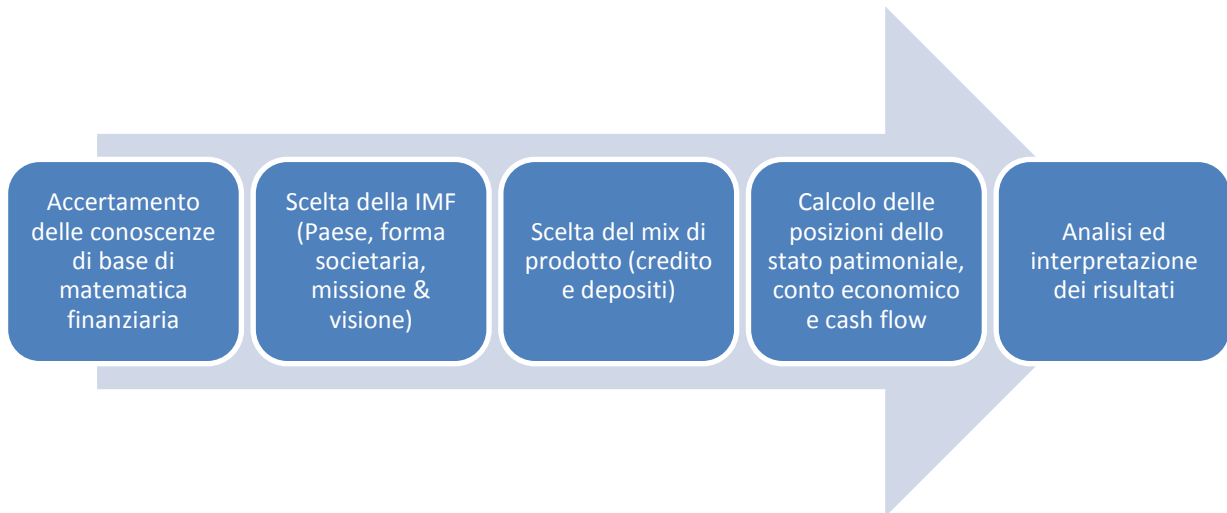 Accertamento
delle conoscenze
di base di
matematica
finanziaria
Scelta della IMF
(Paese, forma
societaria,
missione &
visione)
Scelta del mix di
prodotto (credito
e depositi)
Calcolo delle
posizioni dello
stato patimoniale,
conto economico
e cash flow
Analisi ed
interpretazione
dei risultati